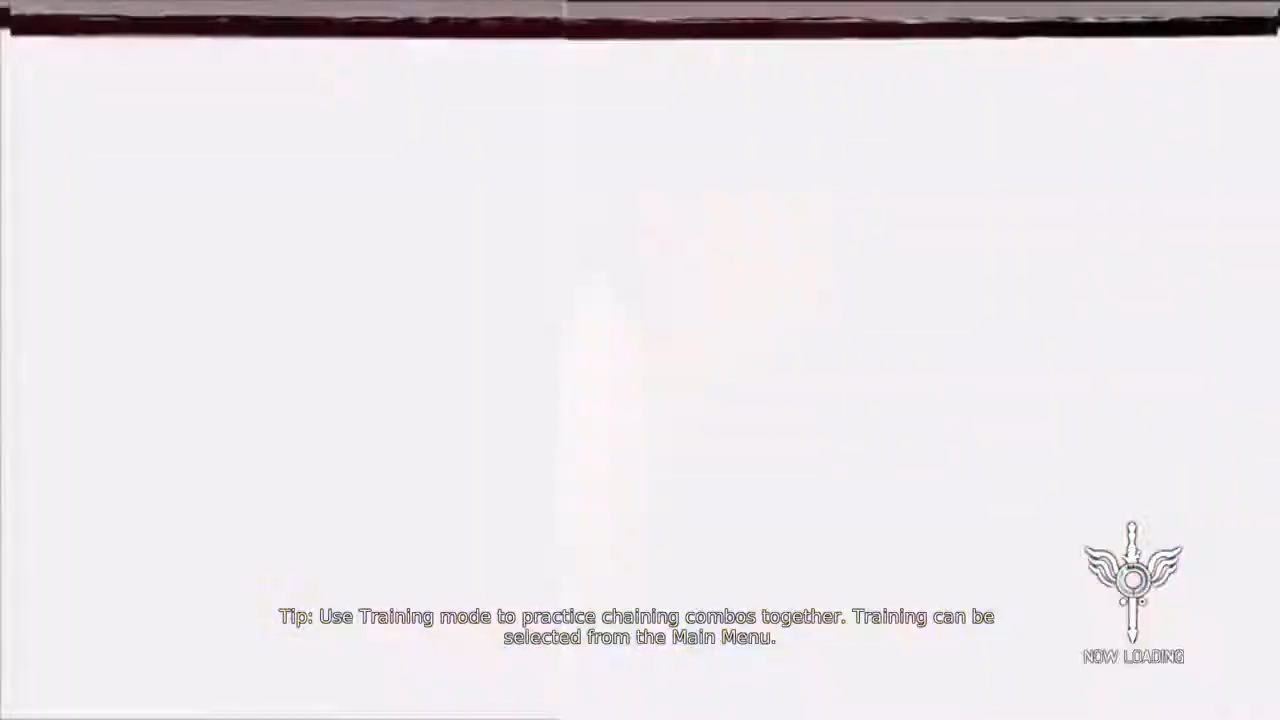 Tip: Use Training mode to practice chaining combos together. Training can be
selected from the Main Menu.
NOW LOADING